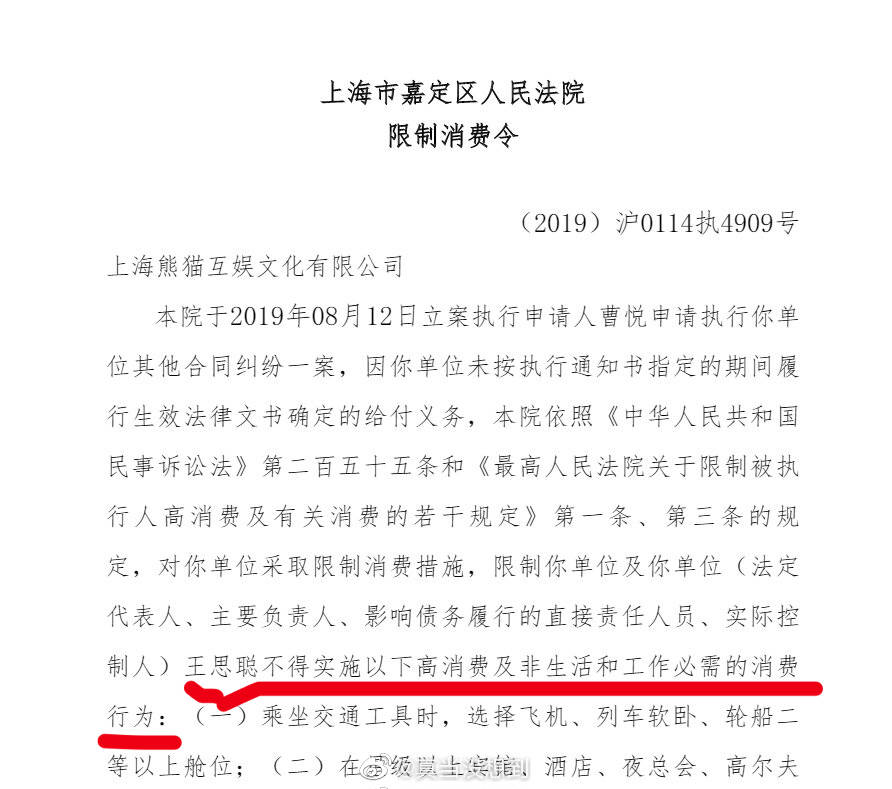 上海市嘉定区人民法院
限制消费令
（2019）沪0114执4909号
上海熊猫互娱文化有限公司
本院于2019年08月12日立案执行申请人曹悦申请执行你单
位其他合同纠纷一案，因你单位未按执行通知书指定的期间履
行生效法律文书确定的给付义务，本院依照《中华人民共和国
民事诉讼法》第二百五十五条和《最高人民法院关于限制被执
行人高消费及有关消费的若干规定》第一条、第三条的规
定，对你单位采取限制消费措施，限制你单位及你单位（法定
代表人、主要负责人、影响债务履行的直接责任人员、实际控
制人）王思聪不得实施以下高消费及非生活和工作必需的消费
行为：（一）乘坐交通工具时，选择飞机、列车软卧、轮船二
等以上舱位；（二）在 级以上宾馆、酒店、夜总会、高尔夫